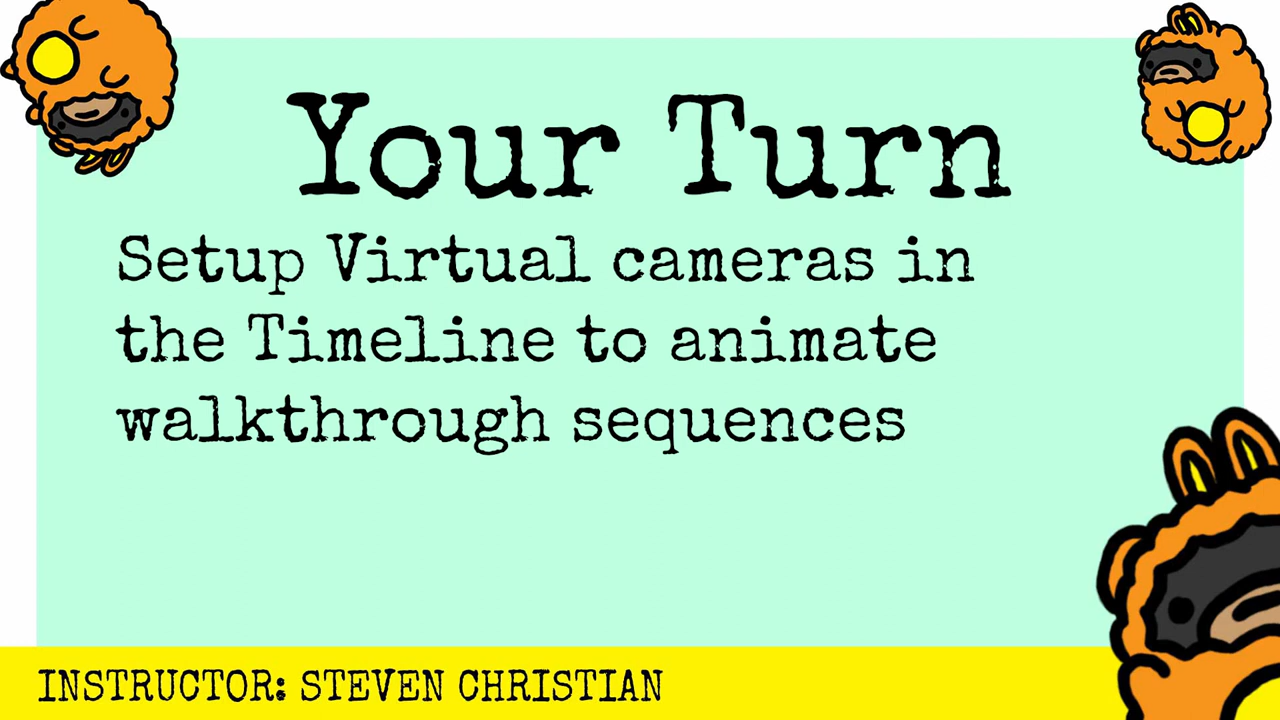 Your Turn
Setup Virtual cameras in
the Timeline to animate
walkthrough sequences
INSTRUCTOR: STEVEN CHRISTIAN